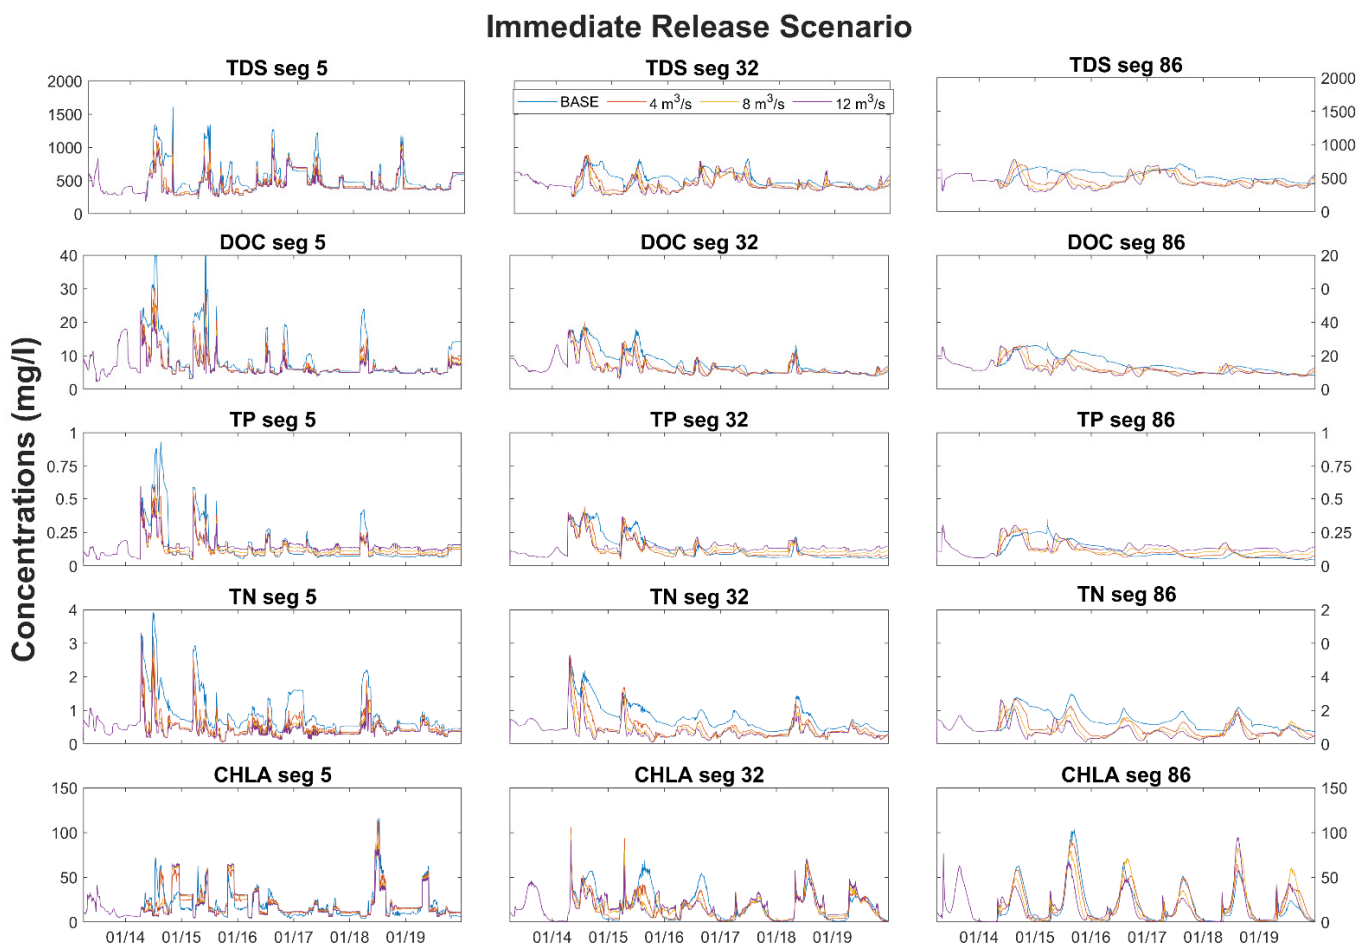 Immediate Release Scenario
TDS seg 5
TDS seg 32
TDS seg 86
2000
1500
1000
500
0
BASE
4 m³/s
8 m³/s
12 m³/s
2000
1500
1000
500
0
DOC seg 5
DOC seg 32
DOC seg 86
40
30
20
10
0
20
0
40
20
0
Concentrations (mg/l)
TP seg 5
TP seg 32
TP seg 86
1
0.75
0.5
0.25
0
1
0.75
0.5
0.25
0
TN seg 5
TN seg 32
TN seg 86
4
3
2
1
0
2
0
4
2
0
CHLA seg 5
CHLA seg 32
CHLA seg 86
150
100
50
0
150
100
50
0
01/14 01/15 01/16 01/17 01/18 01/19
01/14 01/15 01/16 01/17 01/18 01/19
01/14 01/15 01/16 01/17 01/18 01/19